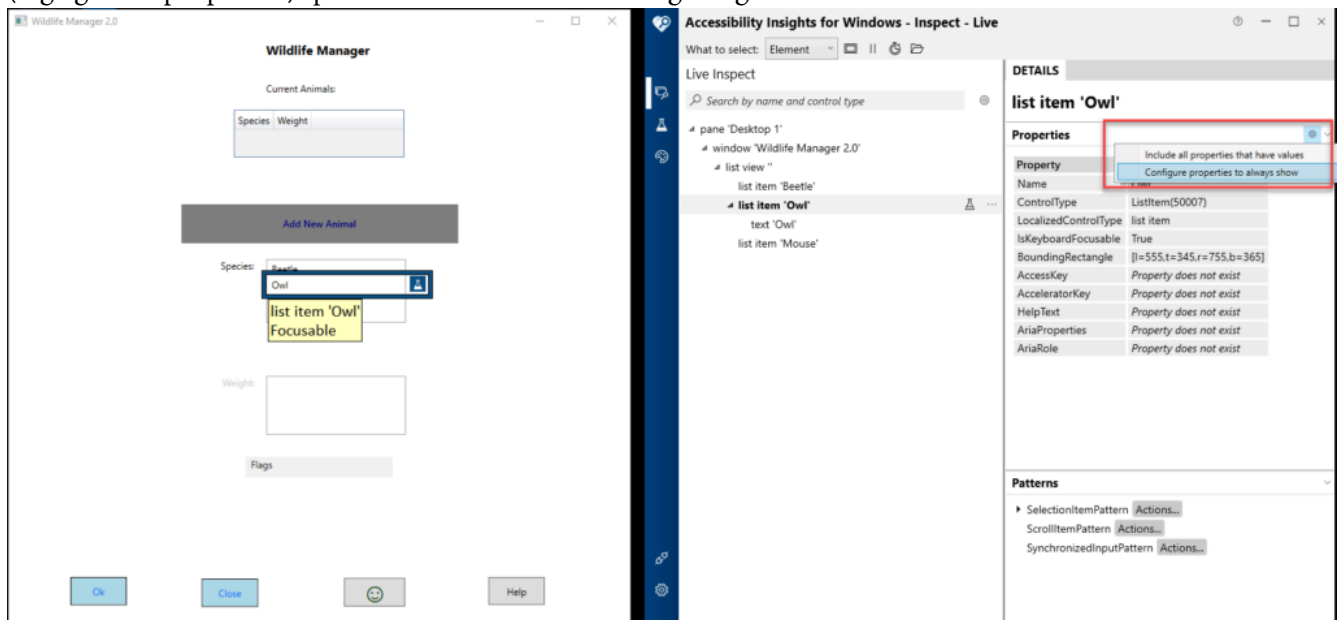 Wildlife Manager 2.0
Wildlife Manager
Current Animals:
Species Weight
Add New Animal
Species:
Beetle
Owl
list item 'Owl'
Focusable
Weight:
Flags
Ok
Close
Help
Accessibility Insights for Windows - Inspect - Live
What to select: Element
Live Inspect
Search by name and control type
pane 'Desktop 1'
window 'Wildlife Manager 2.0'
list view ''
list item 'Beetle'
list item 'Owl'
text 'Owl'
list item 'Mouse'
DETAILS
list item 'Owl'
Properties
Include all properties that have values
Configure properties to always show
Property
Name
ControlType ListItem(50007)
LocalizedControlType list item
IsKeyboardFocusable True
BoundingRectangle [l=555,t=345,r=755,b=365]
AccessKey Property does not exist
AcceleratorKey Property does not exist
HelpText Property does not exist
AriaProperties Property does not exist
AriaRole Property does not exist
Patterns
SelectionItemPattern Actions...
ScrollItemPattern Actions...
SynchronizedInputPattern Actions...